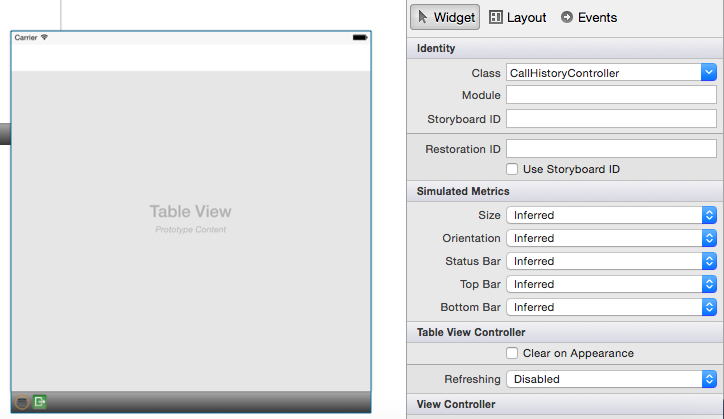 Carrier
Table View
Prototype Content
Widget Layout Events
Identity
Class CallHistoryController
Module
Storyboard ID
Restoration ID
Use Storyboard ID
Simulated Metrics
Size Inferred
Orientation Inferred
Status Bar Inferred
Top Bar Inferred
Bottom Bar Inferred
Table View Controller
Clear on Appearance
Refreshing Disabled
View Controller